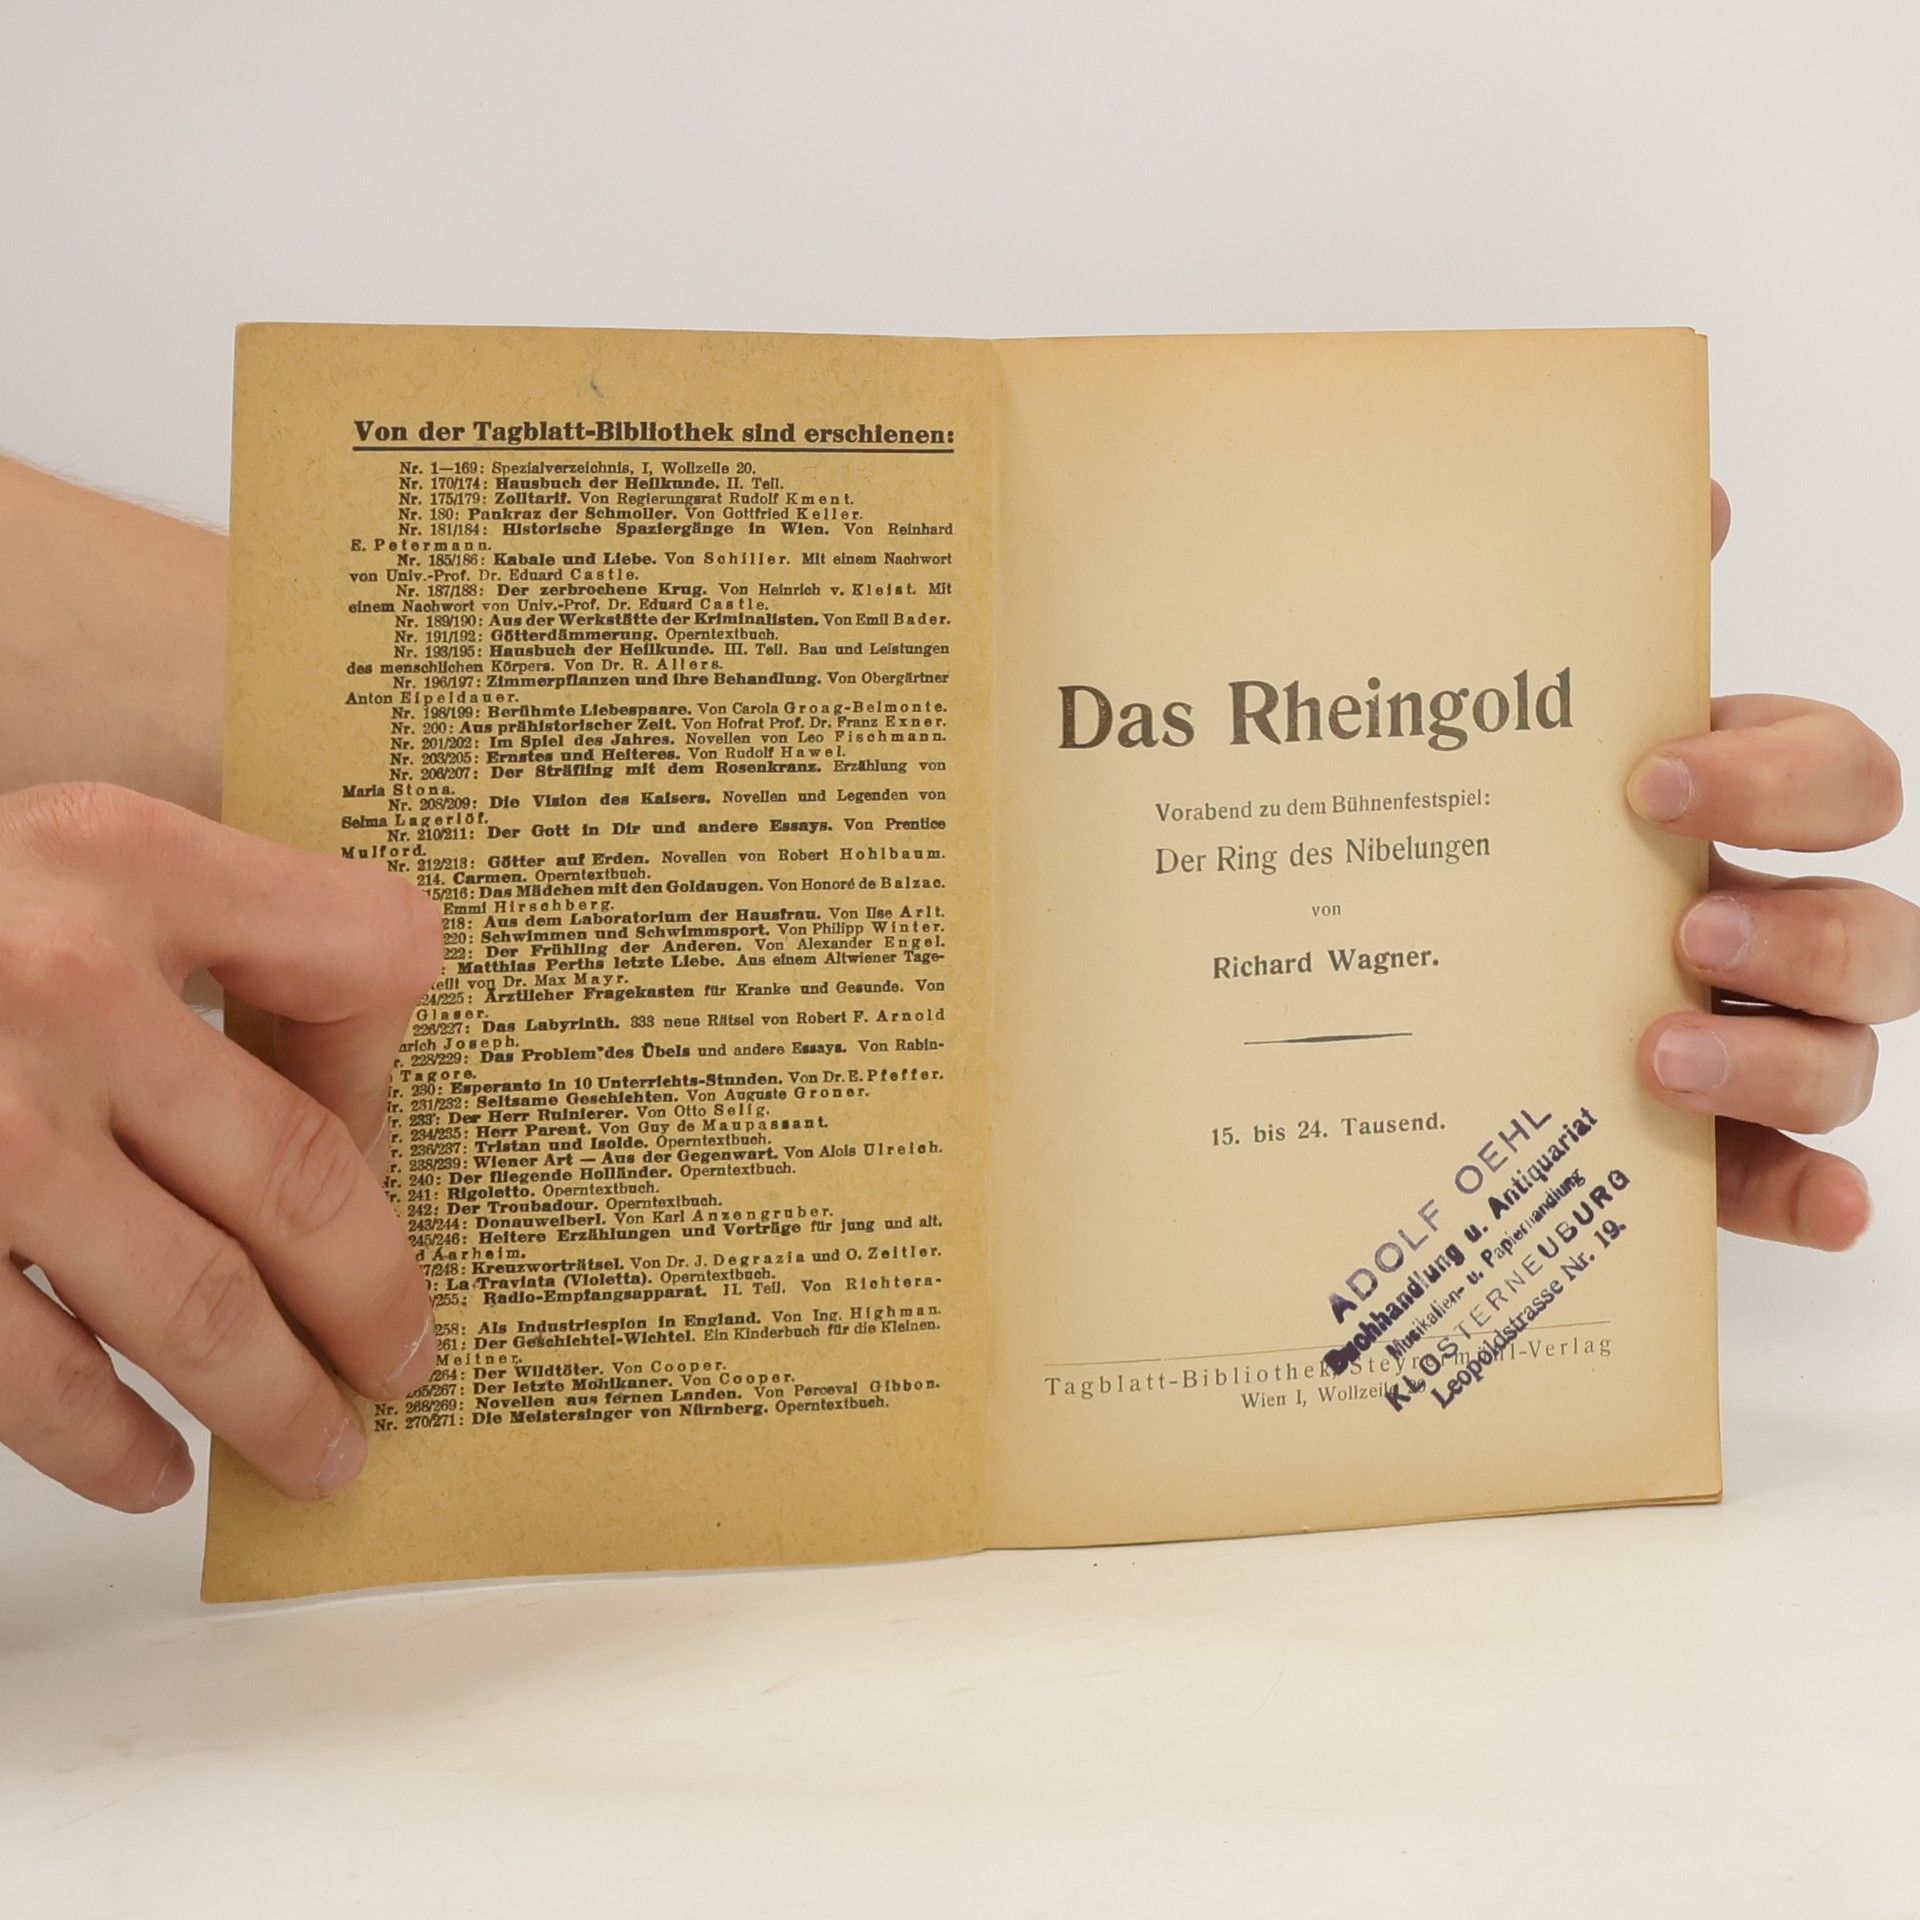 Von der Tagblatt-Bibliothek sind erschienen:
Nr. 1—169: Spezialverzeichnis, I, Wollzeile 20.
Nr. 170/174: Hausbuch der Heilkunde. II. Teil.
Nr. 175/179: Zolltarif. Von Regierungsrat Rudolf Kment.
Nr. 180: Pankraz der Schmoller. Von Gottfried Keller.
Nr. 181/184: Historische Spaziergänge in Wien. Von Reinhard
E. Petermann.
Nr. 185/186: Kabale und Liebe. Von Schiller. Mit einem Nachwort
von Univ.-Prof. Dr. Eduard Castle.
Nr. 187/188: Der zerbrochene Krug. Von Heinrich v. Kleist. Mit
einem Nachwort von Univ.-Prof. Dr. Eduard Castle.
Nr. 189/190: Aus der Werkstätte der Kriminalisten. Von Emil Bader.
Nr. 191/192: Götterdämmerung. Operntextbuch.
Nr. 193/195: Hausbuch der Heilkunde. III. Teil. Bau und Leistungen
des menschlichen Körpers. Von Dr. R. Allers.
Nr. 196/197: Zimmerpflanzen und ihre Behandlung. Von Obergärtner
Anton Eipeldauer.
Nr. 198/199: Berühmte Liebespaare. Von Carola Groag-Belmonte.
Nr. 200: Aus prähistorischer Zeit. Von Hofrat Prof. Dr. Franz Exner.
Nr. 201/202: Im Spiel des Jahres. Novellen von Leo Fischmann.
Nr. 203/205: Ernstes und Heiteres. Von Rudolf Hawel.
Nr. 206/207: Der Sträfling mit dem Rosenkranz. Erzählung von
Maria Stona.
Nr. 208/209: Die Vision des Kaisers. Novellen und Legenden von
Selma Lagerlöf.
Nr. 210/211: Der Gott in Dir und andere Essays. Von Prentice
Mulford.
Nr. 212/213: Götter auf Erden. Novellen von Robert Hohlbaum.
214. Carmen. Operntextbuch.
15/216: Das Mädchen mit den Goldaugen. Von Honoré de Balzac.
Emmi Hirschberg.
218: Aus dem Laboratorium der Hausfrau. Von Ilse Arlt.
220: Schwimmen und Schwimmsport. Von Philipp Winter.
222: Der Frühling der Anderen. Von Alexander Engel.
: Matthias Perths letzte Liebe. Aus einem Altwiener Tage-
ellt von Dr. Max Mayr.
24/225: Ärztlicher Fragekasten für Kranke und Gesunde. Von
Glaser.
226/227: Das Labyrinth. 333 neue Rätsel von Robert F. Arnold
nrich Joseph.
r. 228/229: Das Problem des Übels und andere Essays. Von Rabin-
Tagore.
Nr. 230: Esperanto in 10 Unterrichts-Stunden. Von Dr. E. Pfeffer.
Nr. 231/232: Seltsame Geschichten. Von Auguste Groner.
r. 233: Der Herr Ruinierer. Von Otto Selig.
r. 234/235: Herr Parent. Von Guy de Maupassant.
r. 236/237: Tristan und Isolde. Operntextbuch.
r. 238/239: Wiener Art — Aus der Gegenwart. Von Alois Ulreich.
Nr. 240: Der fliegende Holländer. Operntextbuch.
r. 241: Rigoletto. Operntextbuch.
. 242: Der Troubadour. Operntextbuch.
243/244: Donauweiberl. Von Karl Anzengruber.
245/246: Heitere Erzählungen und Vorträge für jung und alt.
d Aarheim.
7/248: Kreuzworträtsel. Von Dr. J. Degrazia und O. Zeitler.
: La Traviata (Violetta). Operntextbuch.
/255: Radio-Empfangsapparat. II. Teil. Von Richtera-
258: Als Industriespion in England. Von Ing. Highman.
261: Der Geschichtel-Wichtel. Ein Kinderbuch für die Kleinen.
Meitner.
/264: Der Wildtöter. Von Cooper.
265/267: Der letzte Mohikaner. Von Cooper.
Nr. 268/269: Novellen aus fernen Landen. Von Perceval Gibbon.
Nr. 270/271: Die Meistersinger von Nürnberg. Operntextbuch.
Das Rheingold
Vorabend zu dem Bühnenfestspiel:
Der Ring des Nibelungen
von
Richard Wagner.
15. bis 24. Tausend.
ADOLF OEHL
Buchhandlung u. Antiquariat
Musikalien- u. Papierhandlung
KLOSTERNEUBURG
Leopoldstrasse Nr. 19.
Tagblatt-Bibliothek, Steyrermühl-Verlag
Wien I, Wollzeile 20